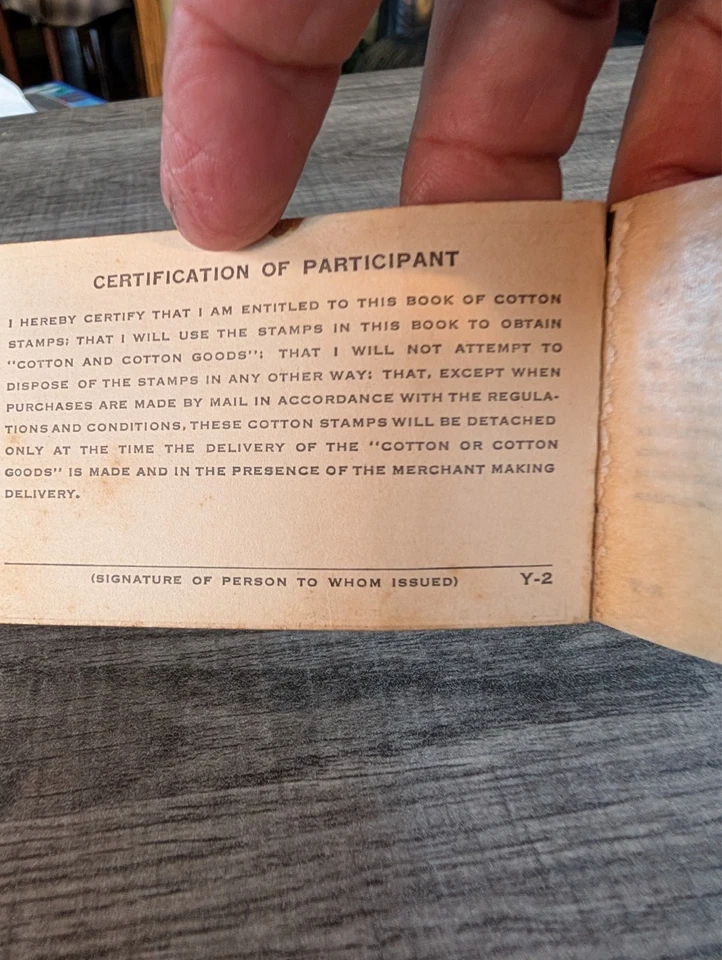 CERTIFICATION OF PARTICIPANT
I HEREBY CERTIFY THAT I AM ENTITLED TO THIS BOOK OF COTTON
STAMPS; THAT I WILL USE THE STAMPS IN THIS BOOK TO OBTAIN
"COTTON AND COTTON GOODS"; THAT I WILL NOT ATTEMPT TO
DISPOSE OF THE STAMPS IN ANY OTHER WAY; THAT, EXCEPT WHEN
PURCHASES ARE MADE BY MAIL IN ACCORDANCE WITH THE REGULA-
TIONS AND CONDITIONS, THESE COTTON STAMPS WILL BE DETACHED
ONLY AT THE TIME THE DELIVERY OF THE "COTTON OR COTTON
GOODS" IS MADE AND IN THE PRESENCE OF THE MERCHANT MAKING
DELIVERY.
(SIGNATURE OF PERSON TO WHOM ISSUED) Y-2